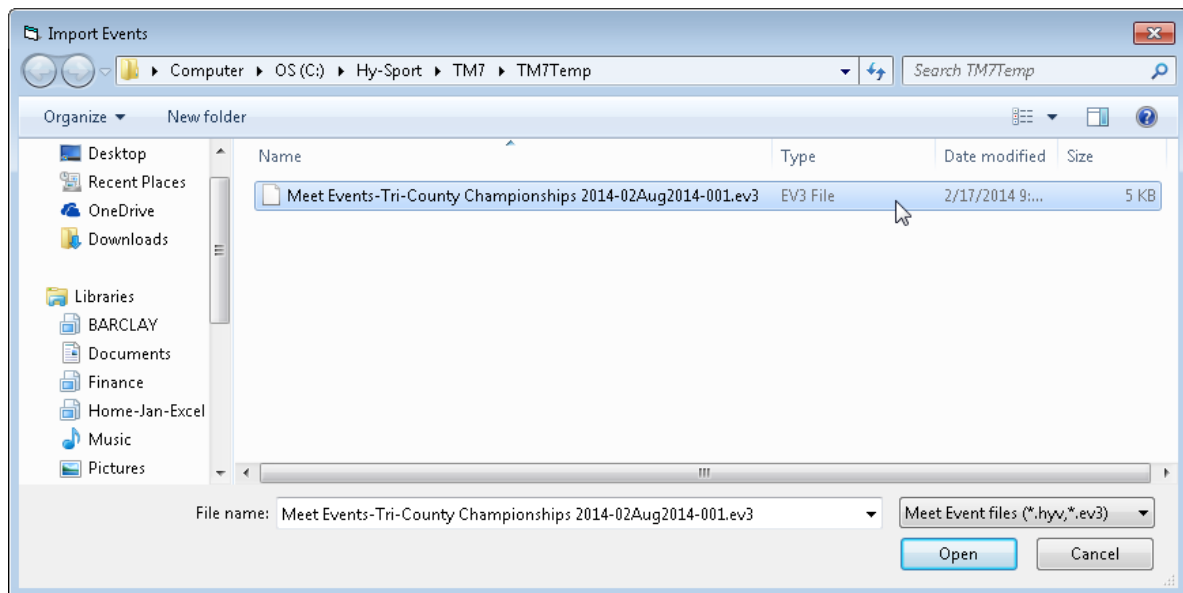 Import Events
Computer OS (C:) Hy-Sport TM7 TM7Temp Search TM7Temp
Organize New folder
Desktop
Recent Places
OneDrive
Downloads
Libraries
BARCLAY
Documents
Finance
Home-Jan-Excel
Music
Pictures
Name Type Date modified Size
Meet Events-Tri-County Championships 2014-02Aug2014-001.ev3 EV3 File 2/17/2014 9:... 5 KB
File name: Meet Events-Tri-County Championships 2014-02Aug2014-001.ev3 Meet Event files (*.hyv,*.ev3)
Open Cancel